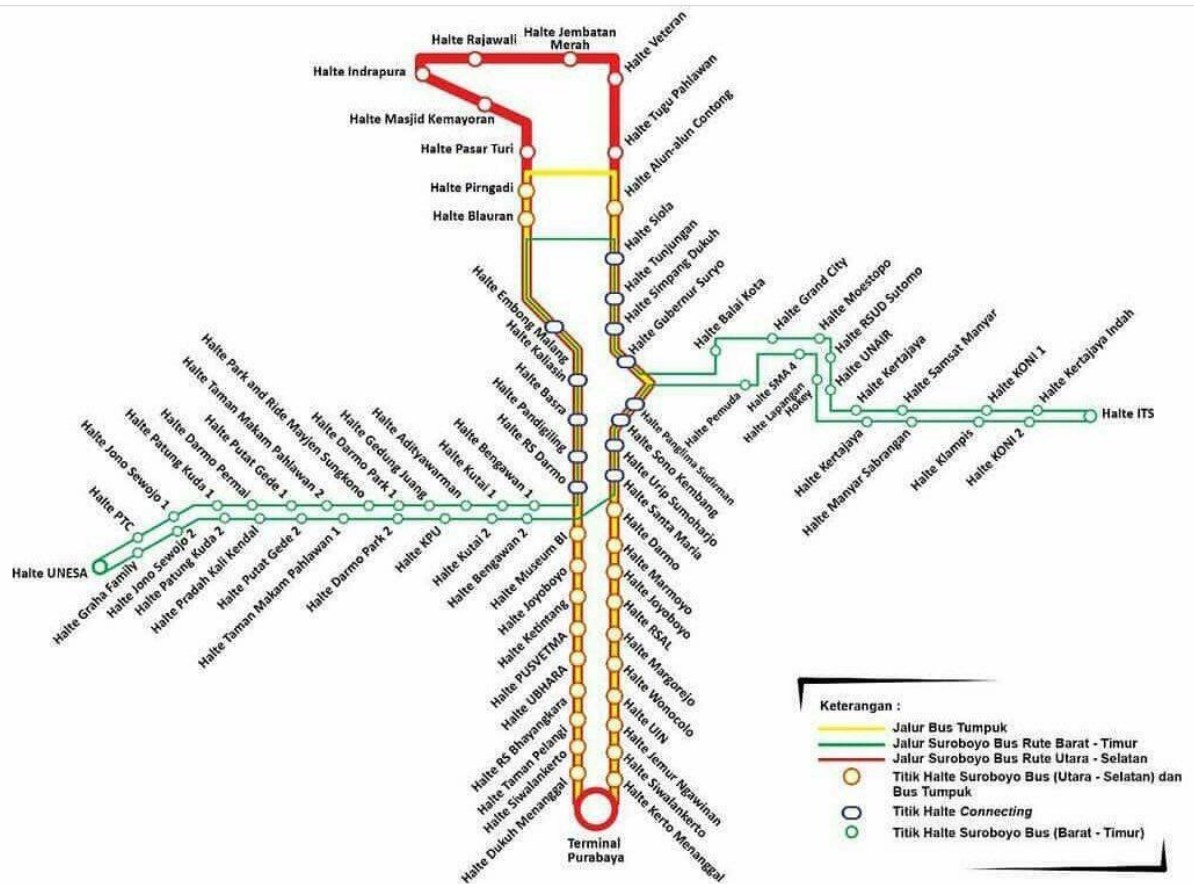 Halte Rajawali
Halte Jembatan
Merah
Halte Veteran
Halte Indrapura
Halte Masjid Kemayoran
Halte Tugu Pahlawan
Halte Pasar Turi
Halte Alun-alun Contong
Halte Pirngadi
Halte Blauran
Halte Siola
Halte Tunjungan
Halte Simpang Dukuh
Halte Gubernur Suryo
Halte Embong Malang
Halte Kaliasin
Halte Basra
Halte Pandigiling
Halte RS Darmo
Halte Balai Kota
Halte Grand City
Halte Moestopo
Halte RSUD Sutomo
Halte UNAIR
Halte Kertajaya
Halte Samsat Manyar
Halte KONI 1
Halte Kertajaya Indah
Halte ITS
Halte Pemuda
Halte SMA 4
Halte Lapangan
Hokey
Halte Kertajaya
Halte Manyar Sabrangan
Halte Klampis
Halte KONI 2
Halte Panglima Sudirman
Halte Sono Kembang
Halte Urip Sumoharjo
Halte Santa Maria
Halte Darmo
Halte Marmoyo
Halte Joyoboyo
Halte RSAL
Halte Margorejo
Halte Wonocolo
Halte UIN
Halte Jemur Ngawinan
Halte Siwalankerto
Halte Kerto Menanggal
Halte PTC
Halte Jono Sewojo 1
Halte Patung Kuda 1
Halte Darmo Permai
Halte Putat Gede 1
Halte Taman Makam Pahlawan 2
Halte Park and Ride Mayjen Sungkono
Halte Darmo Park 1
Halte Gedung Juang
Halte Adityawarman
Halte Kutai 1
Halte Bengawan 1
Halte UNESA
Halte Graha Family
Halte Jono Sewojo 2
Halte Patung Kuda 2
Halte Pradah Kali Kendal
Halte Putat Gede 2
Halte Taman Makam Pahlawan 1
Halte Darmo Park 2
Halte KPU
Halte Kutai 2
Halte Bengawan 2
Halte Museum BI
Halte Joyoboyo
Halte Ketintang
Halte PUSVETMA
Halte UBHARA
Halte RS Bhayangkara
Halte Taman Pelangi
Halte Siwalankerto
Halte Dukuh Menanggal
Terminal
Purabaya
Keterangan :
Jalur Bus Tumpuk
Jalur Suroboyo Bus Rute Barat - Timur
Jalur Suroboyo Bus Rute Utara - Selatan
Titik Halte Suroboyo Bus (Utara - Selatan) dan
Bus Tumpuk
Titik Halte Connecting
Titik Halte Suroboyo Bus (Barat - Timur)